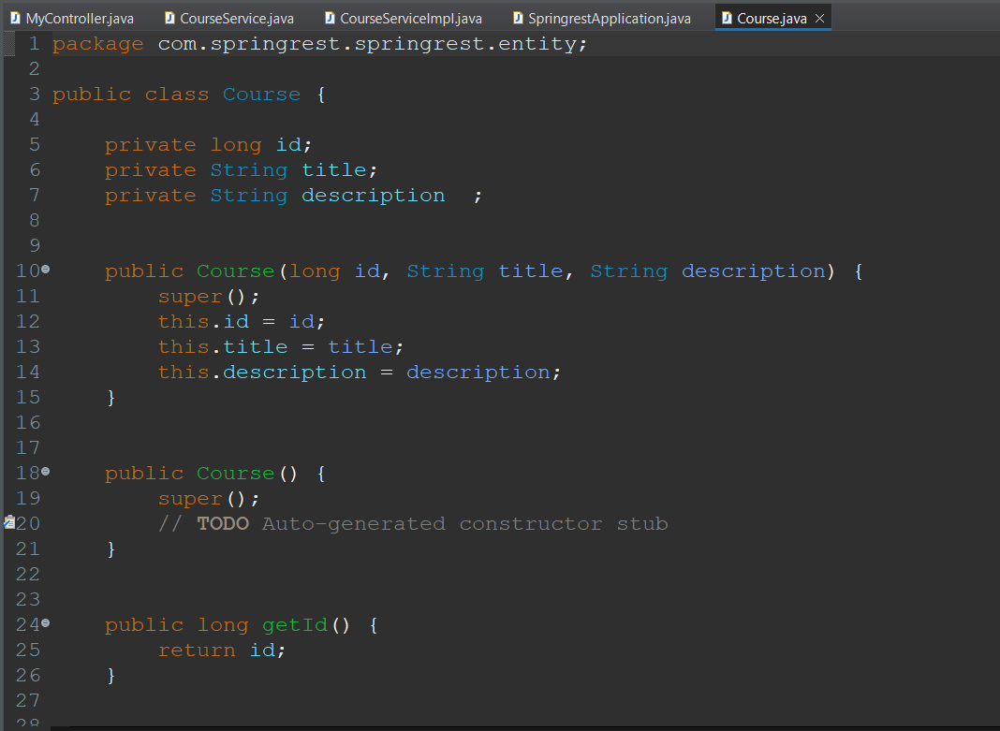 MyController.java CourseService.java CourseServiceImpl.java SpringrestApplication.java Course.java
1 package com.springrest.springrest.entity;
2
3 public class Course {
4
5     private long id;
6     private String title;
7     private String description  ;
8
9
10     public Course(long id, String title, String description) {
11         super();
12         this.id = id;
13         this.title = title;
14         this.description = description;
15     }
16
17
18     public Course() {
19         super();
20         // TODO Auto-generated constructor stub
21     }
22
23
24     public long getId() {
25         return id;
26     }
27
28